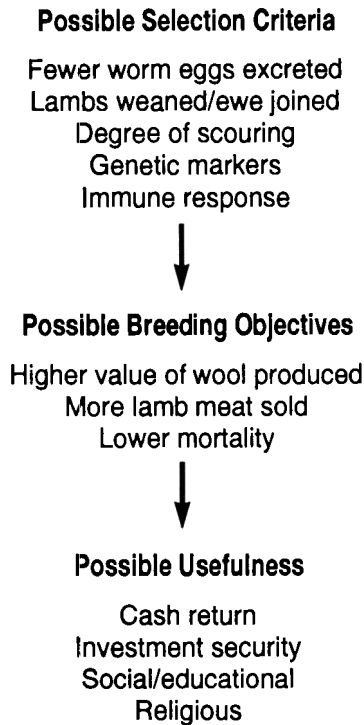 Possible Selection Criteria
Fewer worm eggs excreted
Lambs weaned/ewe joined
Degree of scouring
Genetic markers
Immune response
Possible Breeding Objectives
Higher value of wool produced
More lamb meat sold
Lower mortality
Possible Usefulness
Cash return
Investment security
Social/educational
Religious